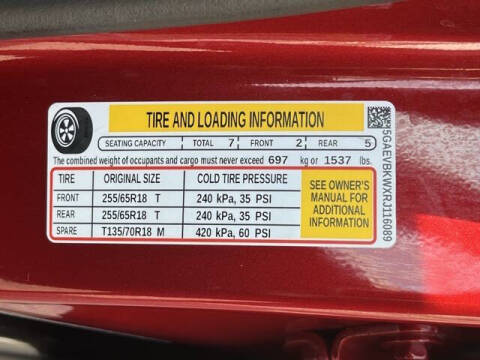 TIRE AND LOADING INFORMATION
SEATING CAPACITY TOTAL 7 FRONT 2 REAR 5
The combined weight of occupants and cargo must never exceed 697 kg or 1537 lbs.
TIRE ORIGINAL SIZE COLD TIRE PRESSURE
FRONT 255/65R18 T 240 kPa, 35 PSI
REAR 255/65R18 T 240 kPa, 35 PSI
SPARE T135/70R18 M 420 kPa, 60 PSI
SEE OWNER'S
MANUAL FOR
ADDITIONAL
INFORMATION
5GAEVBKWXRJ116089